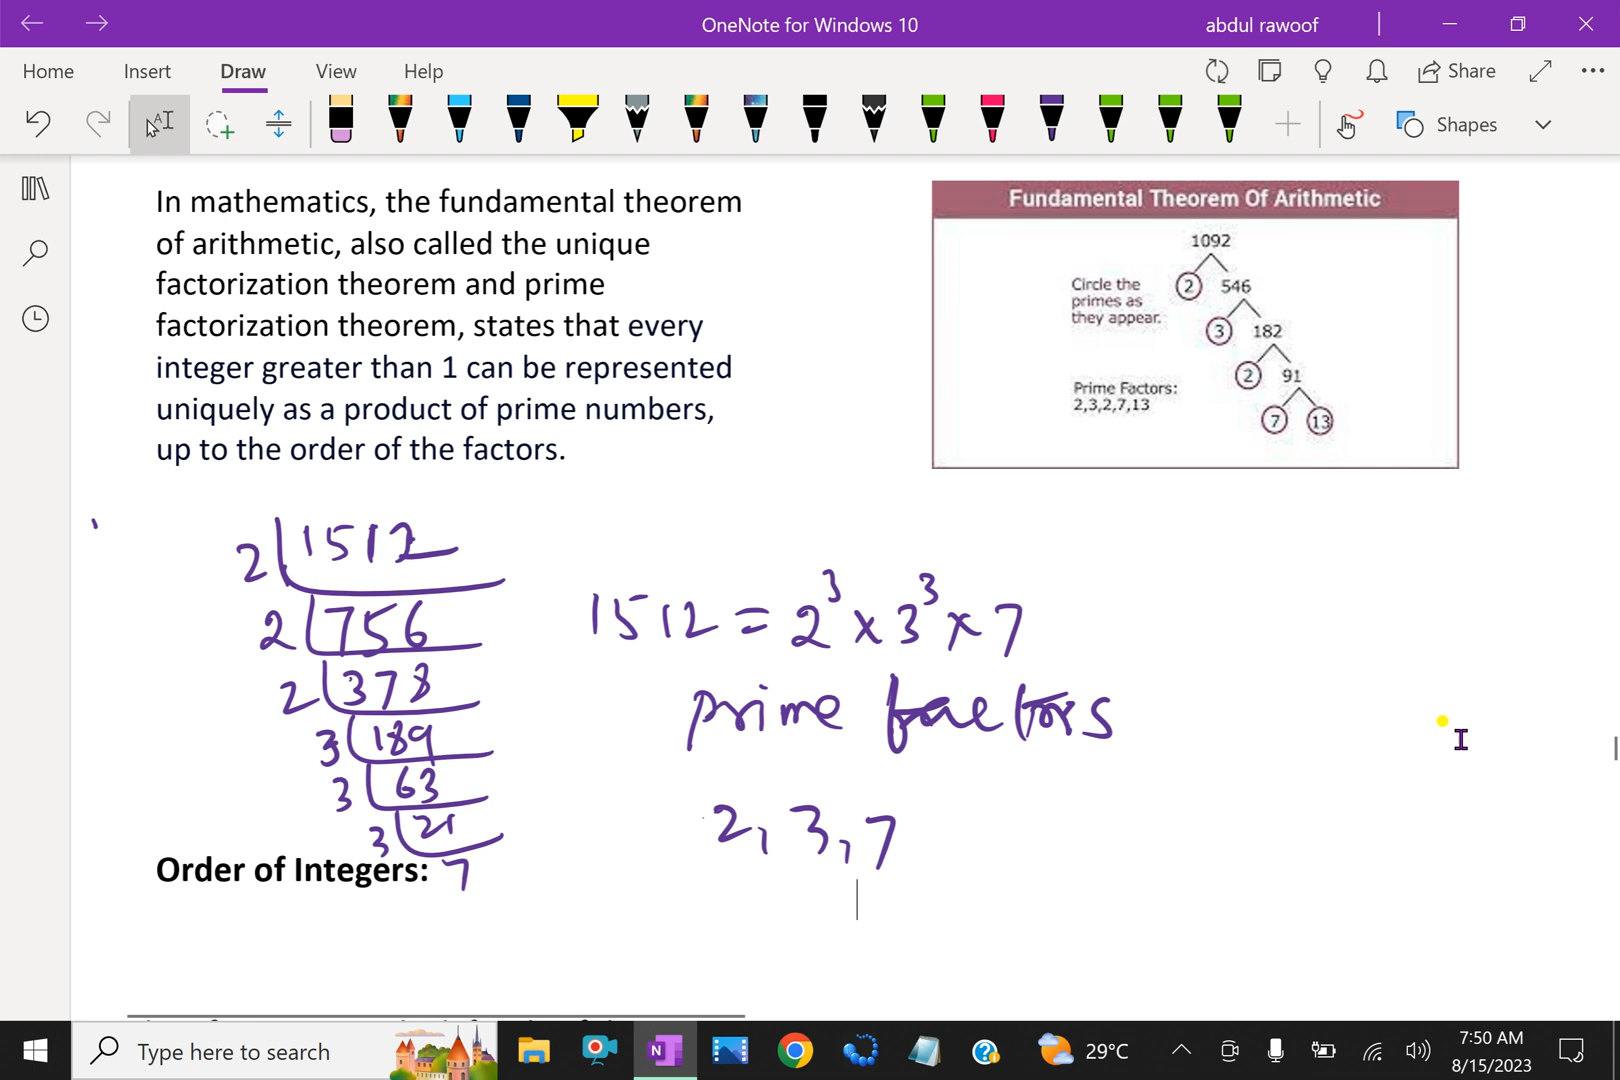 OneNote for Windows 10
abdul rawoof
Home Insert Draw View Help
Share
Shapes
In mathematics, the fundamental theorem
of arithmetic, also called the unique
factorization theorem and prime
factorization theorem, states that every
integer greater than 1 can be represented
uniquely as a product of prime numbers,
up to the order of the factors.
Fundamental Theorem Of Arithmetic
1092
Circle the
primes as
they appear.
2 546
3 182
2 91
7 13
Prime Factors:
2,3,2,7,13
2 1512
2 756
2 378
3 189
3 63
3 21
7
1512 = 2³ × 3³ × 7
prime factors
2, 3, 7
Order of Integers:
Type here to search
29°C
7:50 AM
8/15/2023